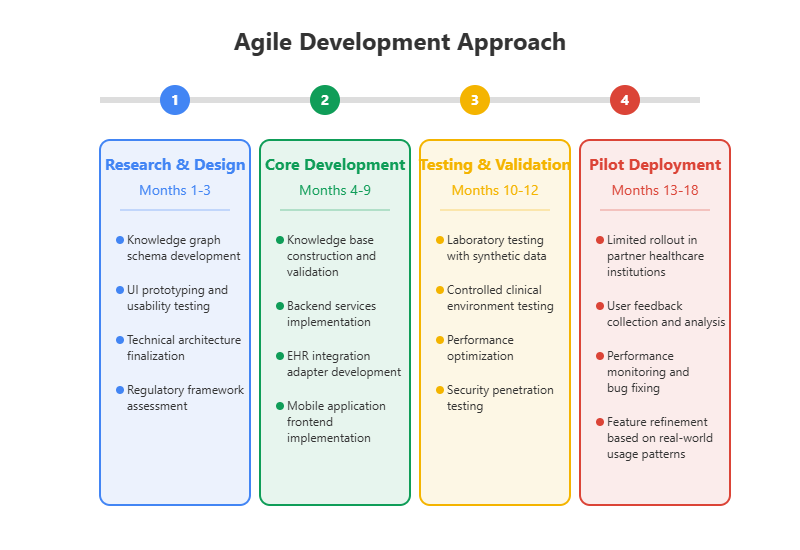 Agile Development Approach
1
2
3
4
Research & Design
Months 1-3
Knowledge graph
schema development
UI prototyping and
usability testing
Technical architecture
finalization
Regulatory framework
assessment
Core Development
Months 4-9
Knowledge base
construction and
validation
Backend services
implementation
EHR integration
adapter development
Mobile application
frontend
implementation
Testing & Validation
Months 10-12
Laboratory testing
with synthetic data
Controlled clinical
environment testing
Performance
optimization
Security penetration
testing
Pilot Deployment
Months 13-18
Limited rollout in
partner healthcare
institutions
User feedback
collection and analysis
Performance
monitoring and
bug fixing
Feature refinement
based on real-world
usage patterns